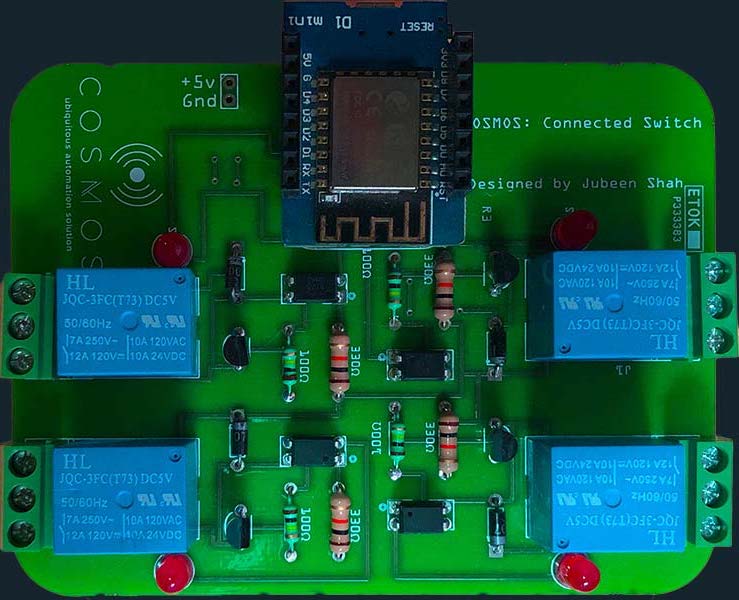 mini
D1
RESET
+5v
Gnd
5V
G
D4
D3
D2
D1
RX
TX
3V3
D8
D7
D6
D5
D0
A0
RST
COSMOS
ubiquitous automation solution
OSMOS: Connected Switch
Designed by Jubeen Shah
ETOK
P333383
R3
100Ω
330Ω
HL
JQC-3FC(T73) DC5V
50/60Hz
7A 250V~ 10A 120VAC
12A 120V~ 10A 24VDC
HL
JQC-3FC(T73) DC5V
50/60Hz
7A 250V~ 10A 120VAC
12A 120V~ 10A 24VDC
J1
100Ω
330Ω
100Ω
330Ω
HL
JQC-3FC(T73) DC5V
50/60Hz
7A 250V~ 10A 120VAC
12A 120V~ 10A 24VDC
HL
JQC-3FC(T73) DC5V
50/60Hz
7A 250V~ 10A 120VAC
12A 120V~ 10A 24VDC
100Ω
330Ω